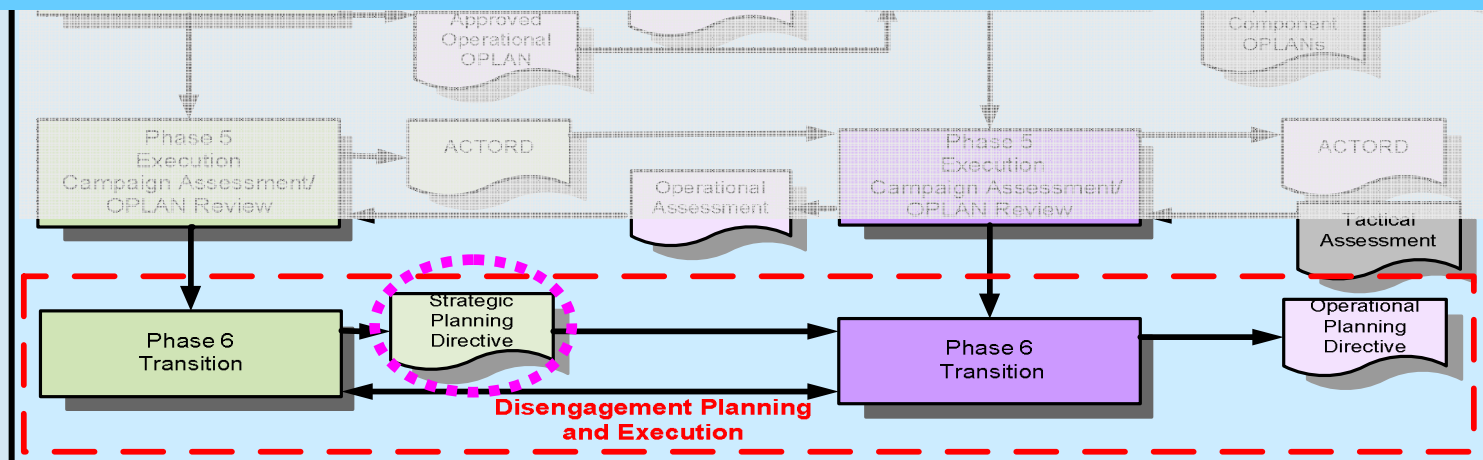 Approved
Operational
OPLAN
Component
OPLANs
Phase 5
Execution
Campaign Assessment/
OPLAN Review
ACTORD
Operational
Assessment
Phase 5
Execution
Campaign Assessment/
OPLAN Review
ACTORD
Tactical
Assessment
Phase 6
Transition
Strategic
Planning
Directive
Phase 6
Transition
Operational
Planning
Directive
Disengagement Planning
and Execution